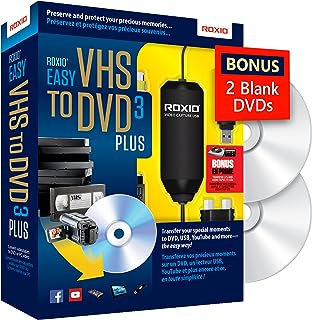 Preserve and protect your precious memories...
Préservez et protégez vos précieux souvenirs...
ROXIO
ROXIO
EASY
VHS
TO DVD 3
PLUS
ROXIO
VIDEO CAPTURE USB
BONUS
2 Blank
DVDs
BONUS
VHS
Transfer your special moments
to DVD, USB, YouTube and more—
the easy way!
Transférez vos précieux moments
sur un DVD, un lecteur USB,
YouTube et plus encore et or,
en toute simplicité!
ROXIO
EASY
VHS TO DVD 3
PLUS